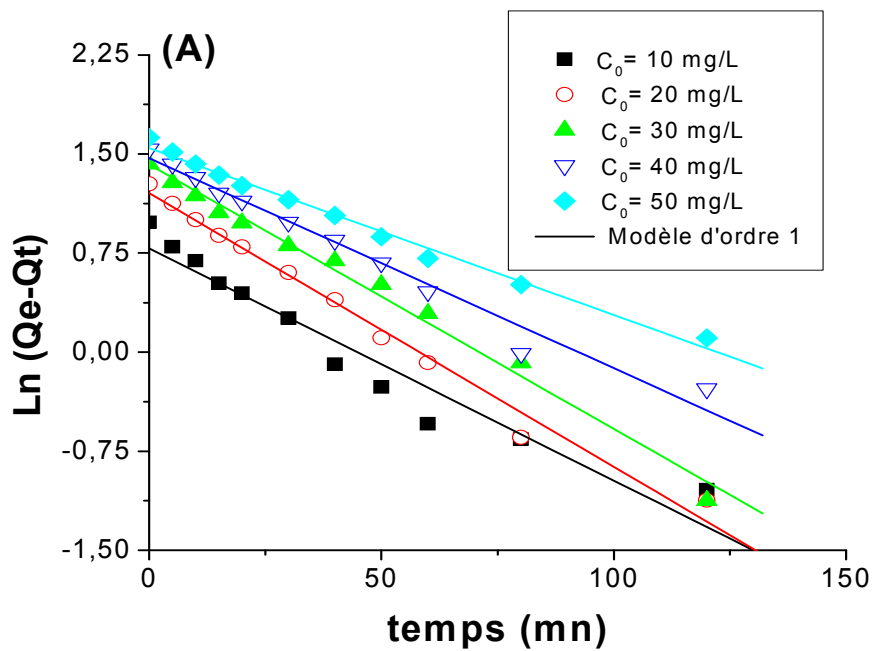 (A)
C₀= 10 mg/L
C₀= 20 mg/L
C₀= 30 mg/L
C₀= 40 mg/L
C₀= 50 mg/L
Modèle d'ordre 1
Ln (Qe-Qt)
2,25
1,50
0,75
0,00
-0,75
-1,50
0
50
100
150
temps (mn)